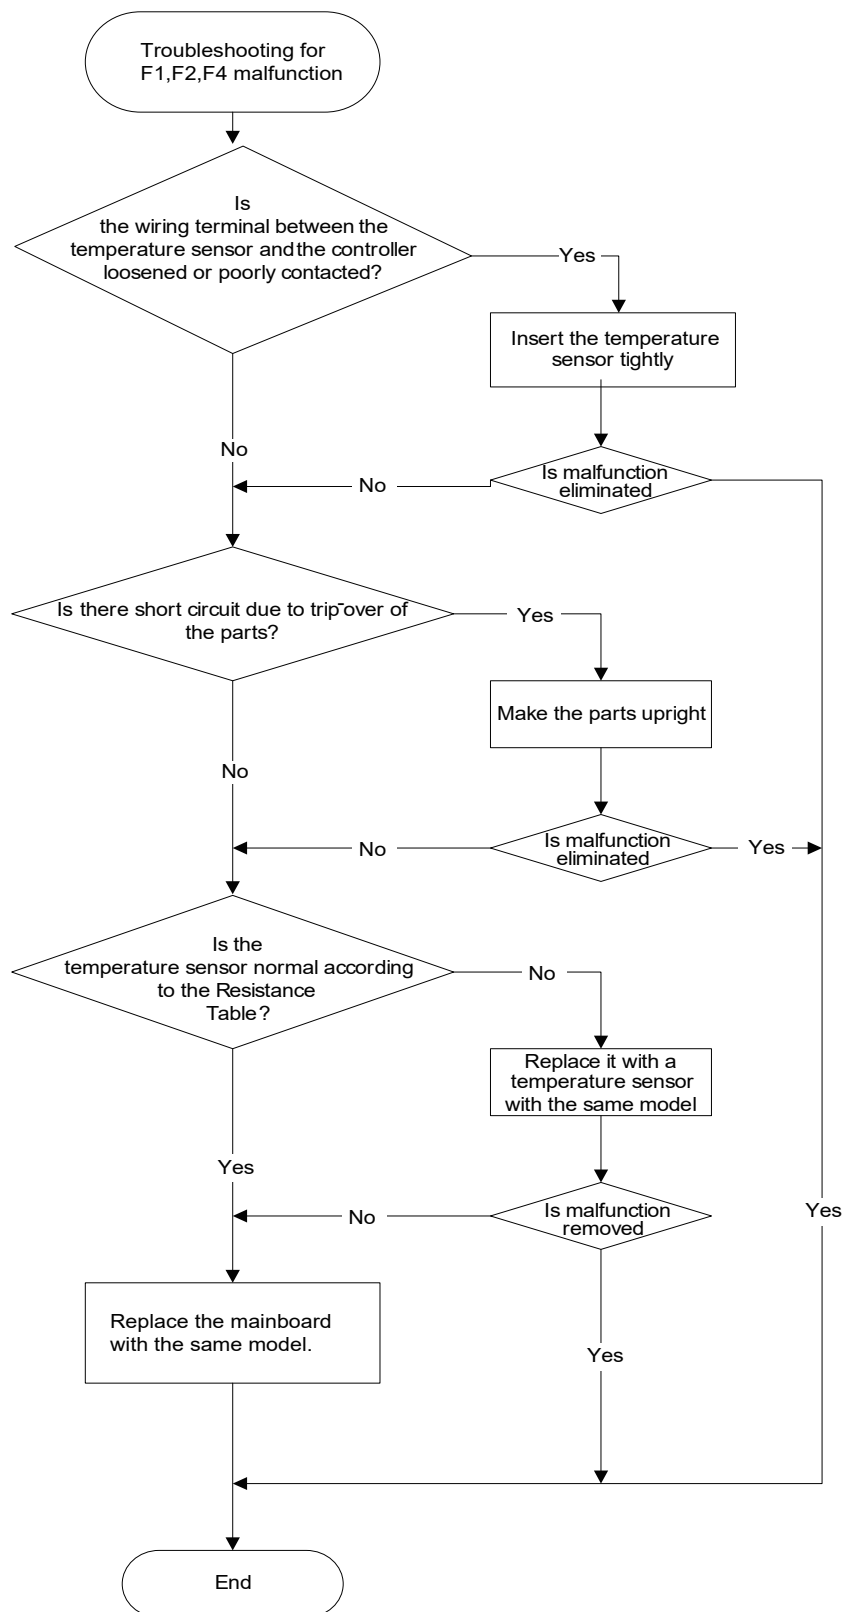 Troubleshooting for
F1,F2,F4 malfunction
Is
the wiring terminal between the
temperature sensor and the controller
loosened or poorly contacted?
Yes
Insert the temperature
sensor tightly
No
Is malfunction
eliminated
No
Is there short circuit due to trip-over of
the parts?
Yes
Make the parts upright
No
Is malfunction
eliminated
No
Yes
Is the
temperature sensor normal according
to the Resistance
Table?
No
Replace it with a
temperature sensor
with the same model
Yes
Is malfunction
removed
No
Yes
Replace the mainboard
with the same model.
Yes
End